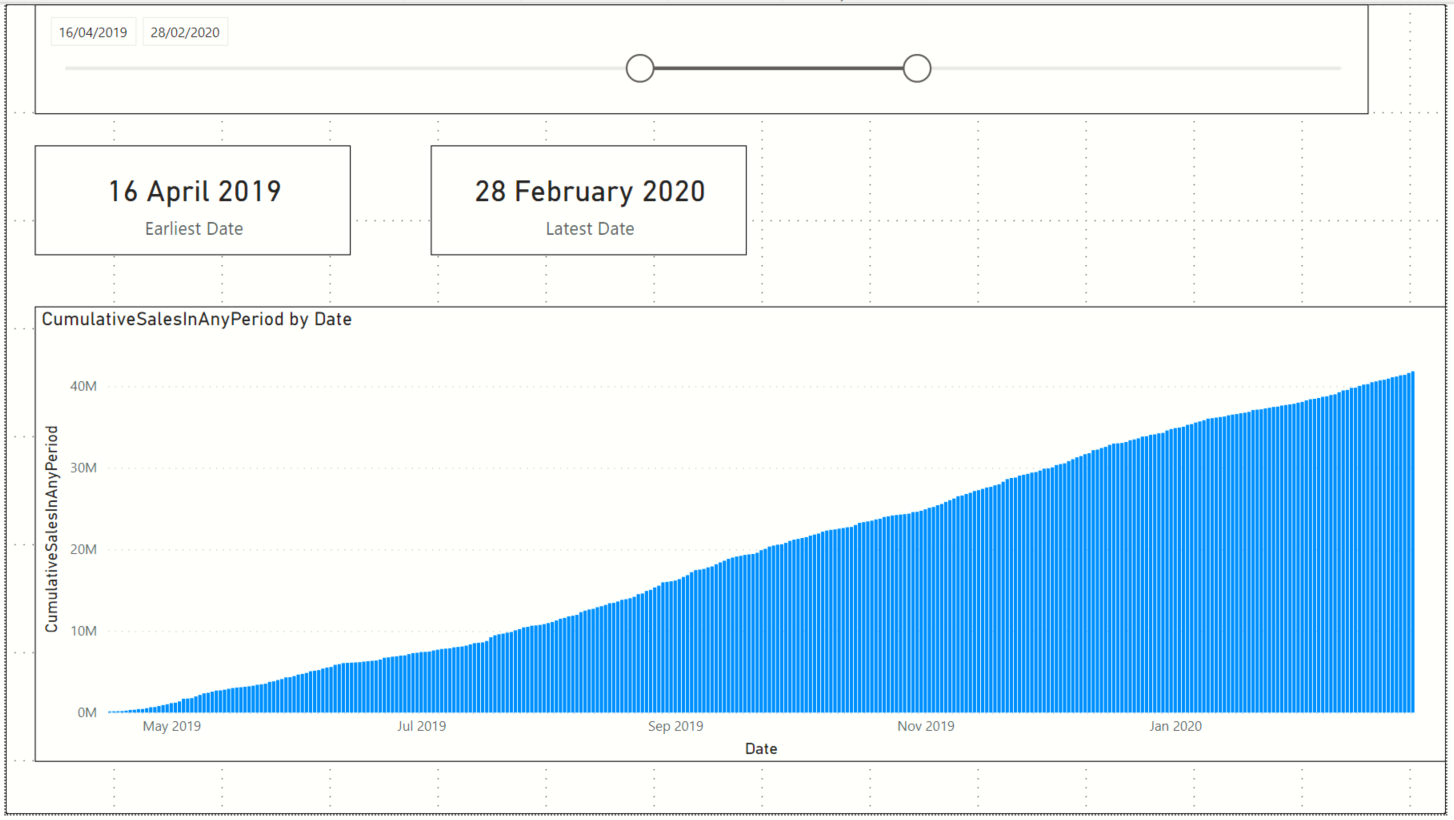 16/04/2019 28/02/2020
16 April 2019
Earliest Date
28 February 2020
Latest Date
CumulativeSalesInAnyPeriod by Date
CumulativeSalesInAnyPeriod
40M
30M
20M
10M
0M
May 2019 Jul 2019 Sep 2019 Nov 2019 Jan 2020
Date